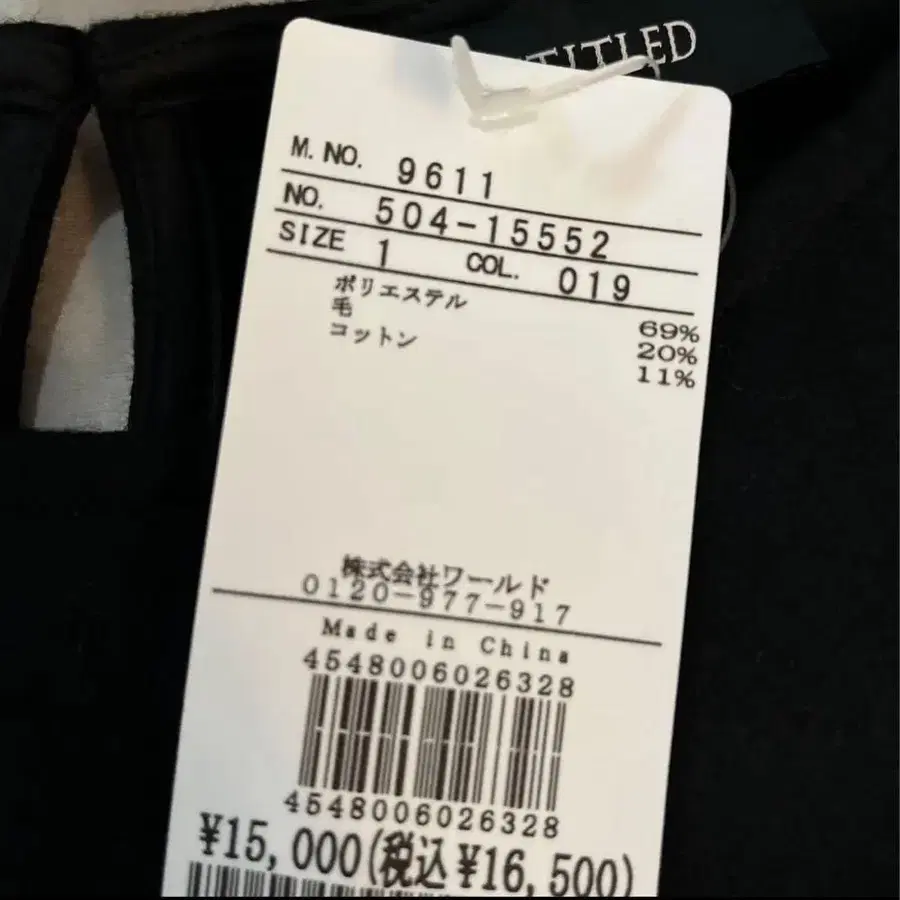 TITLED
M. NO. 9611
NO. 504-15552
SIZE 1 COL. 019
ポリエステル 69%
毛 20%
コットン 11%
株式会社ワールド
0120-977-917
Made in China
4548006026328
4548006026328
¥15,000(税込¥16,500)